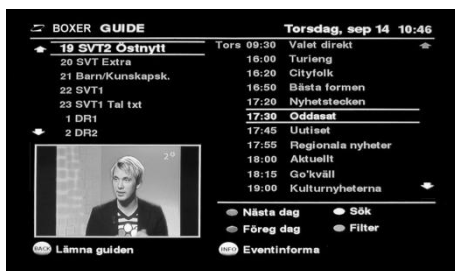 BOXER GUIDE
Torsdag, sep 14 10:46
19 SVT2 Östnytt
20 SVT Extra
21 Barn/Kunskapsk.
22 SVT1
23 SVT1 Tal txt
1 DR1
2 DR2
Tors 09:30 Valet direkt
16:00 Turieng
16:20 Cityfolk
16:50 Bästa formen
17:20 Nyhetstecken
17:30 Oddasat
17:45 Uutiset
17:55 Regionala nyheter
18:00 Aktuellt
18:15 Go'kväll
19:00 Kulturnyheterna
2°
Nästa dag Sök
Föreg dag Filter
BACK Lämna guiden
INFO Eventinforma